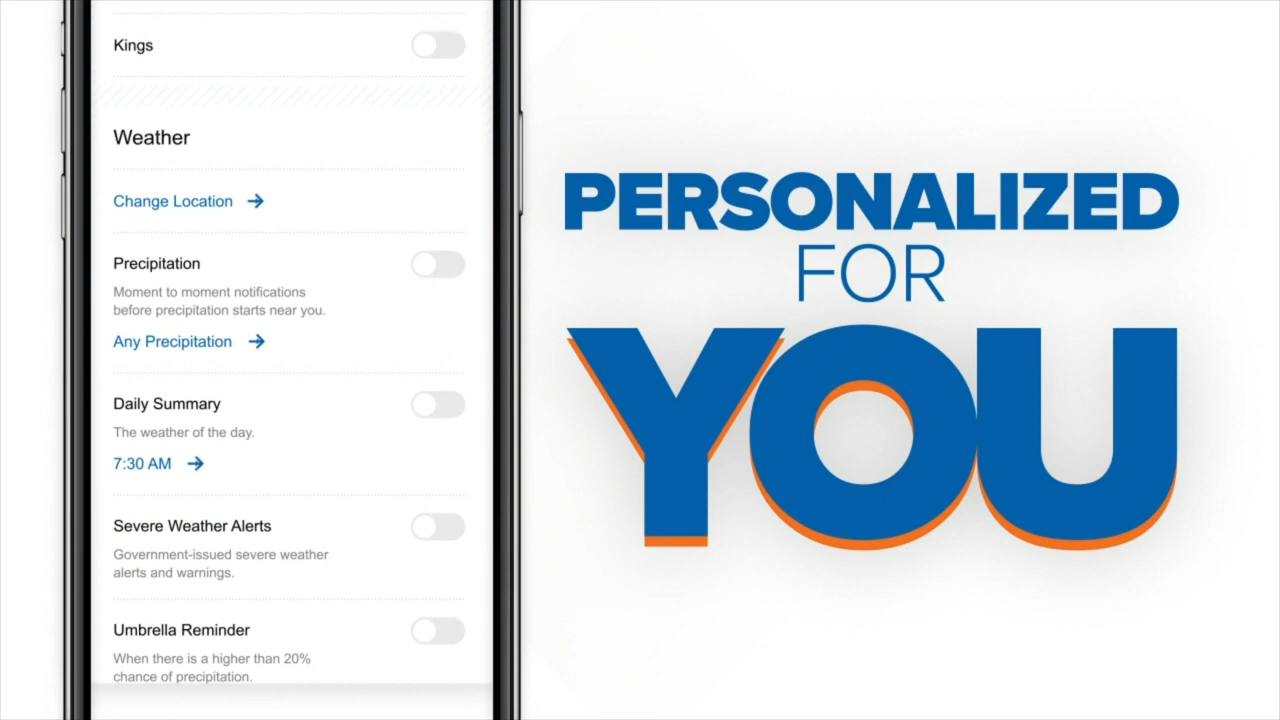 Kings
Weather
Change Location
Precipitation
Moment to moment notifications
before precipitation starts near you.
Any Precipitation
Daily Summary
The weather of the day.
7:30 AM
Severe Weather Alerts
Government-issued severe weather
alerts and warnings.
Umbrella Reminder
When there is a higher than 20%
chance of precipitation.
PERSONALIZED
FOR
YOU